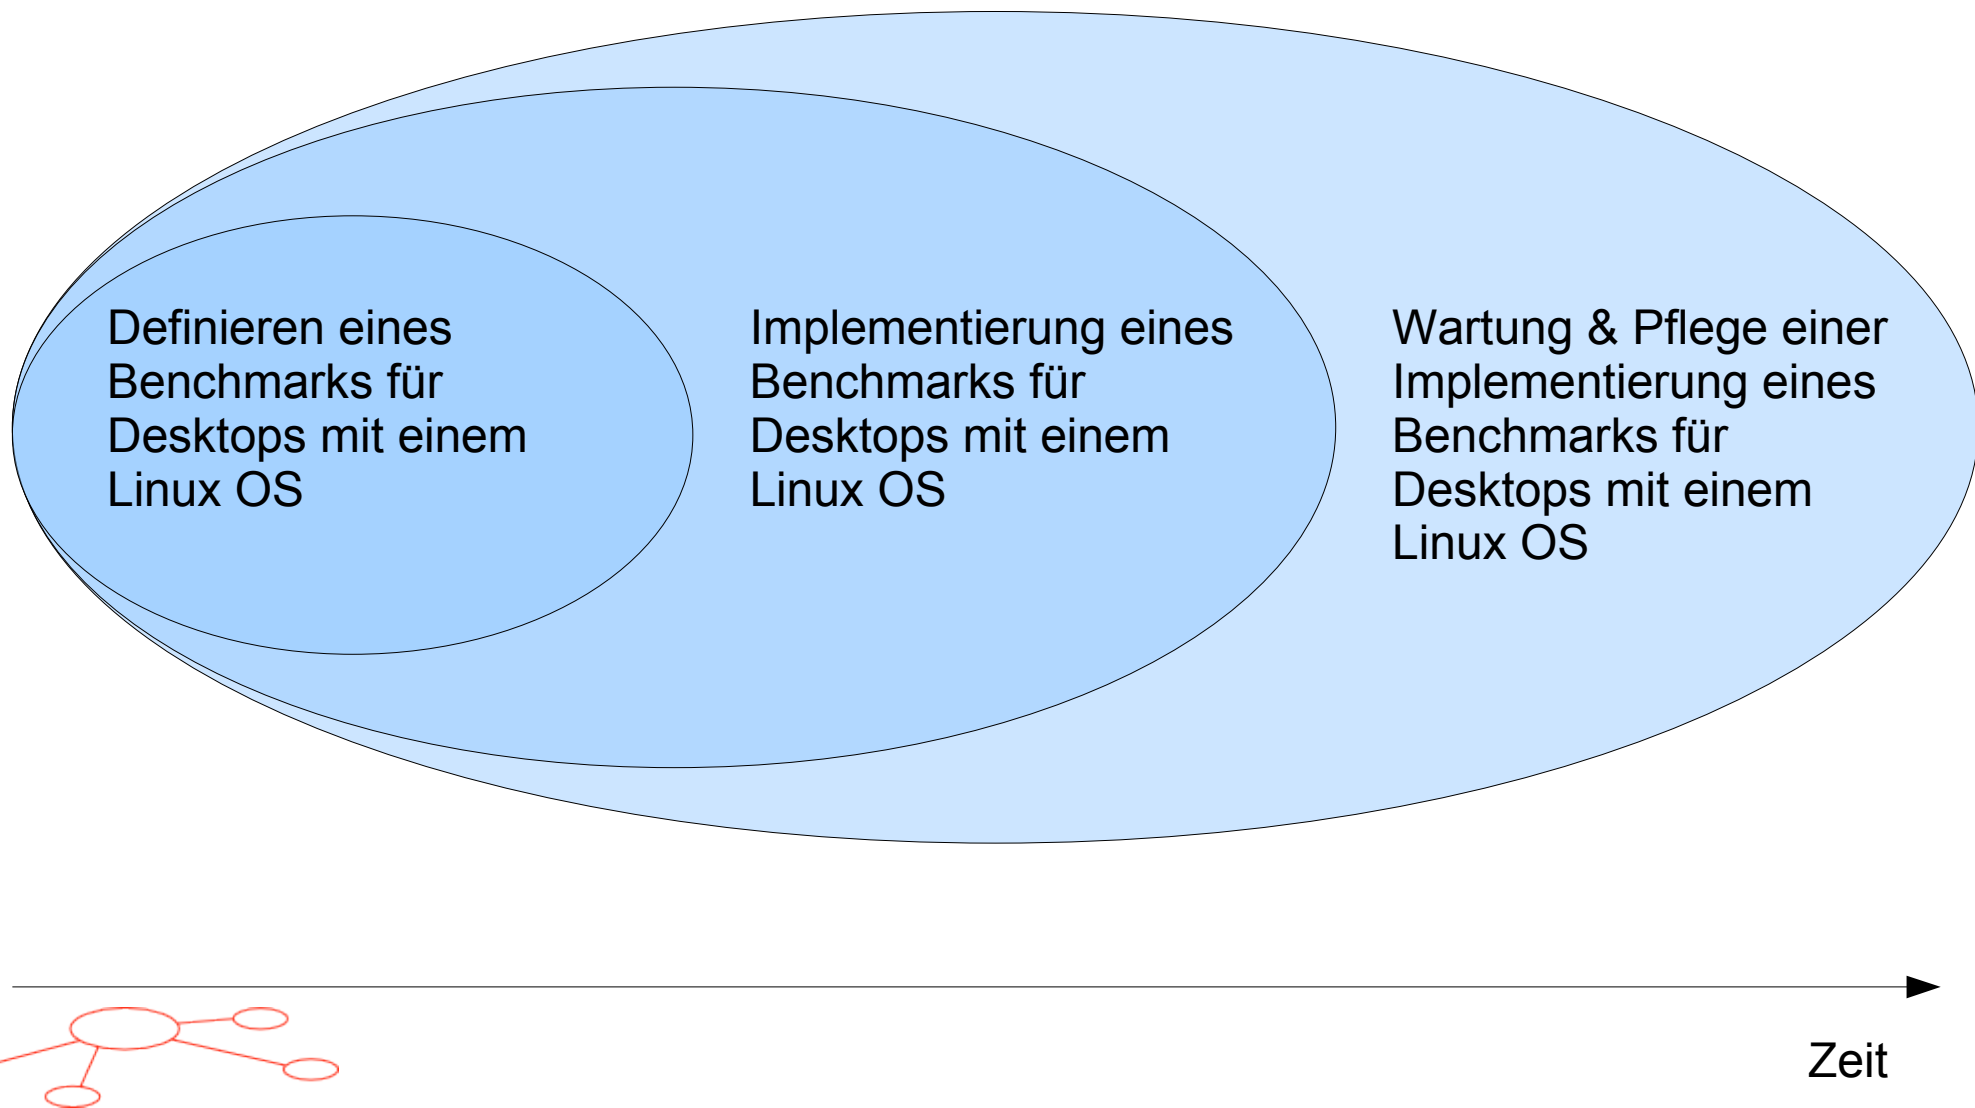 Definieren eines
Benchmarks für
Desktops mit einem
Linux OS
Implementierung eines
Benchmarks für
Desktops mit einem
Linux OS
Wartung & Pflege einer
Implementierung eines
Benchmarks für
Desktops mit einem
Linux OS
Zeit